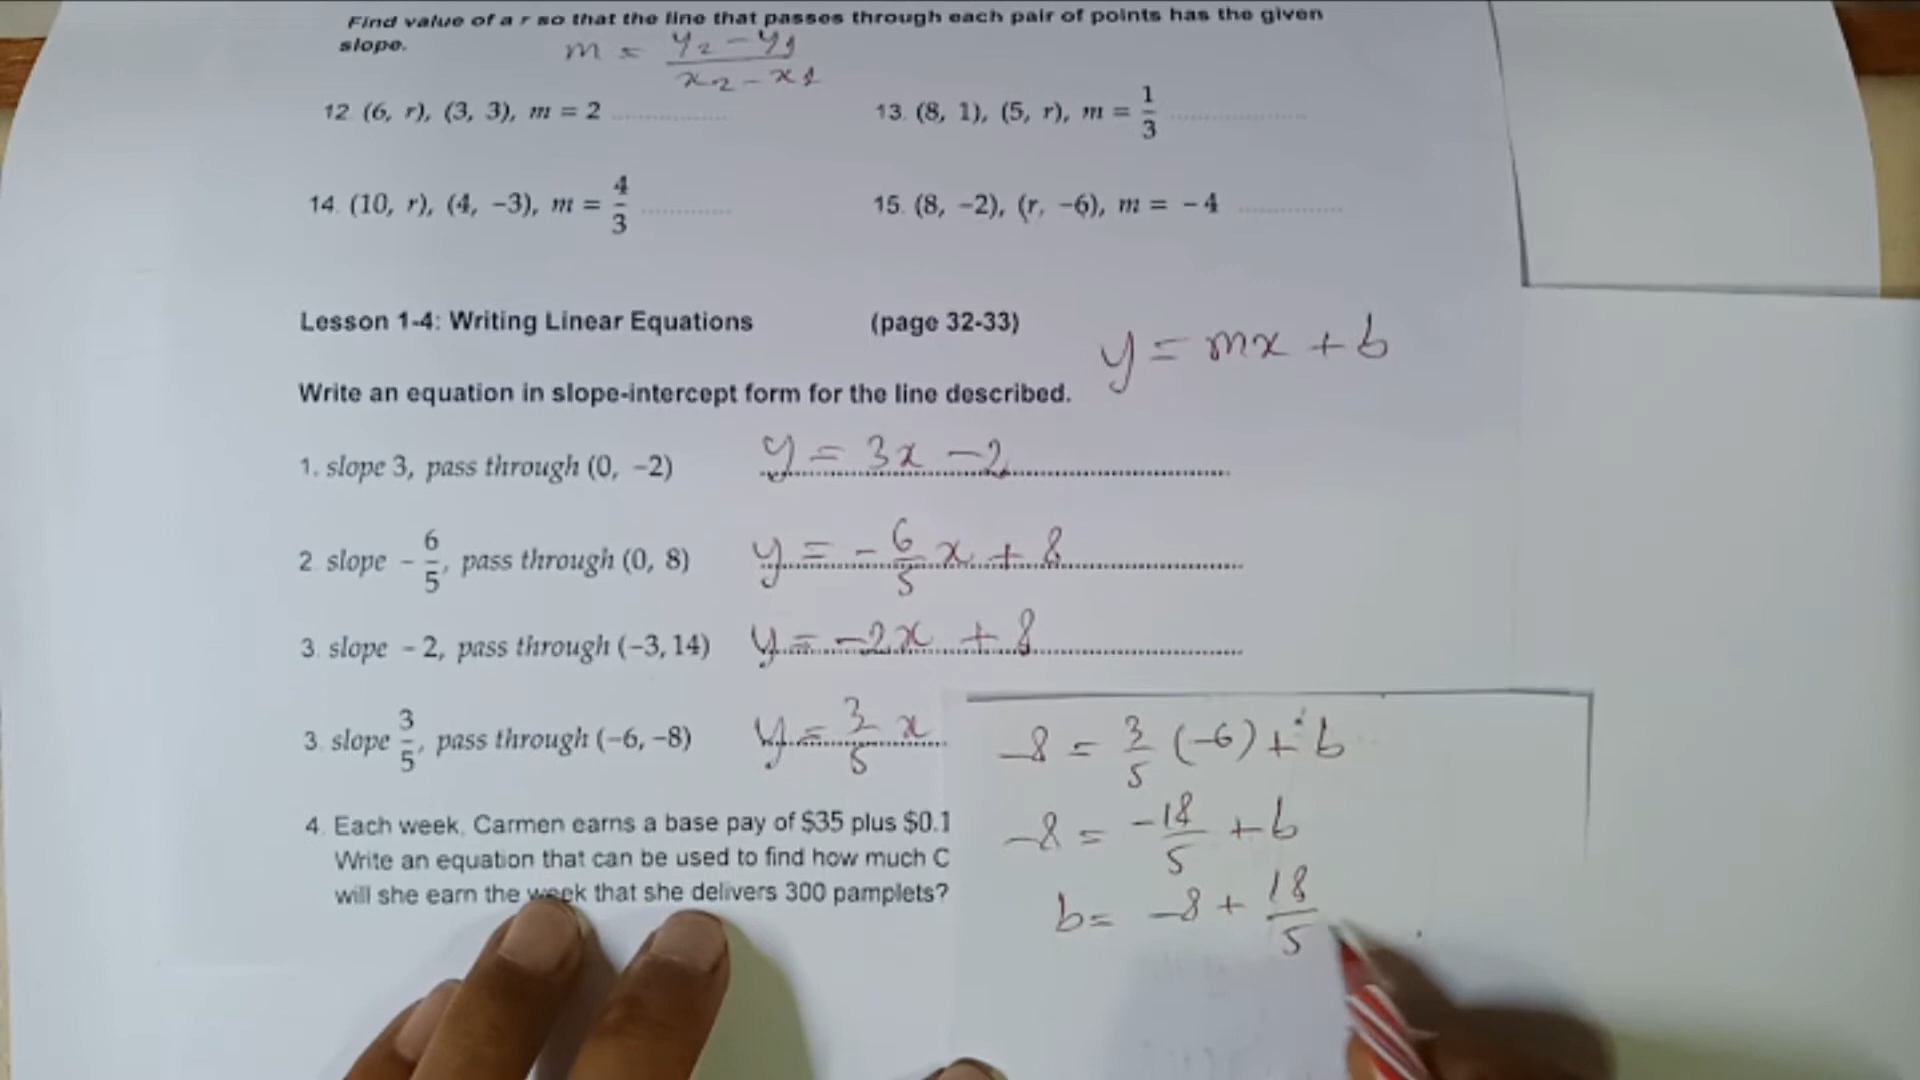 Find value of a r so that the line that passes through each pair of points has the given
slope.
m = y₂ - y₁ / x₂ - x₁
12. (6, r), (3, 3), m = 2 ..............
13. (8, 1), (5, r), m = 1/3 ..............
14. (10, r), (4, −3), m = 4/3 ..............
15. (8, −2), (r, −6), m = −4 ..............
Lesson 1-4: Writing Linear Equations (page 32-33)
y = mx + b
Write an equation in slope-intercept form for the line described.
1. slope 3, pass through (0, −2) y = 3x − 2
2. slope − 6/5, pass through (0, 8) y = − 6/5 x + 8
3. slope − 2, pass through (−3, 14) y = −2x + 8
3. slope 3/5, pass through (−6, −8) y = 3/5 x
−8 = 3/5 (−6) + b
−8 = −18/5 + b
b = −8 + 18/5
4. Each week, Carmen earns a base pay of $35 plus $0.1
Write an equation that can be used to find how much C
will she earn the week that she delivers 300 pamplets?